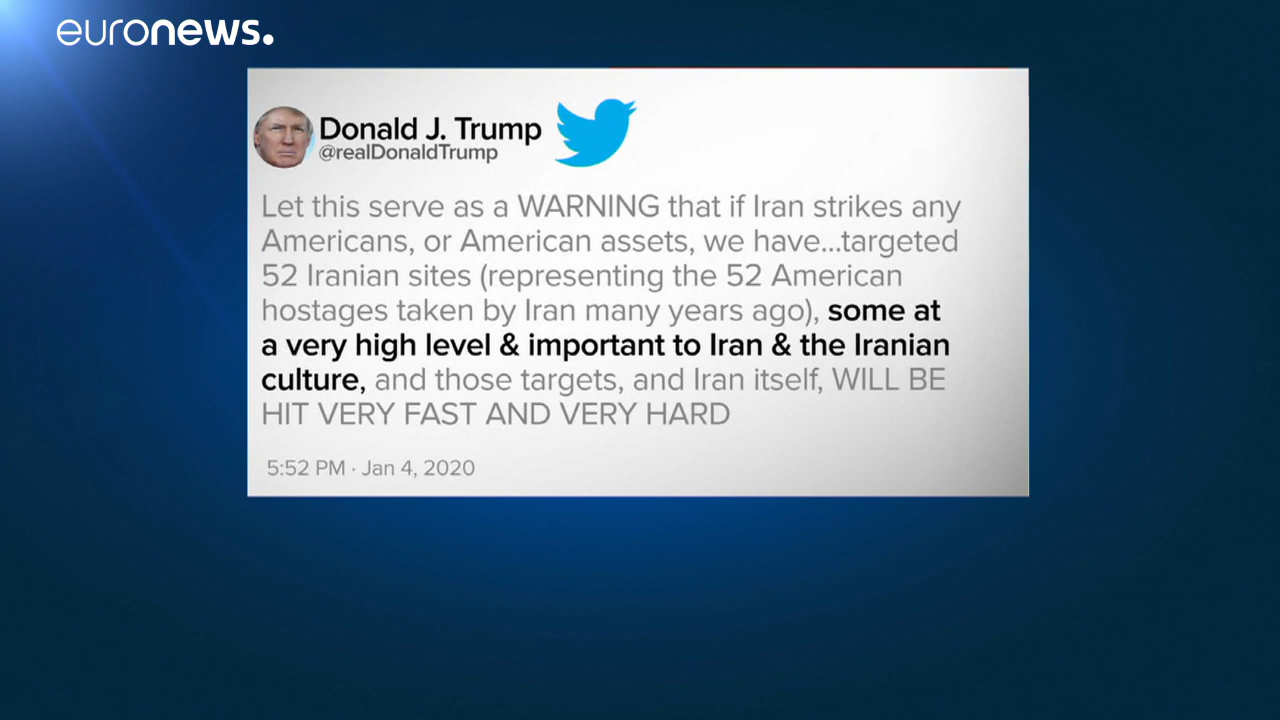 euronews.
Donald J. Trump
@realDonaldTrump
Let this serve as a WARNING that if Iran strikes any
Americans, or American assets, we have...targeted
52 Iranian sites (representing the 52 American
hostages taken by Iran many years ago), some at
a very high level & important to Iran & the Iranian
culture, and those targets, and Iran itself, WILL BE
HIT VERY FAST AND VERY HARD
5:52 PM · Jan 4, 2020